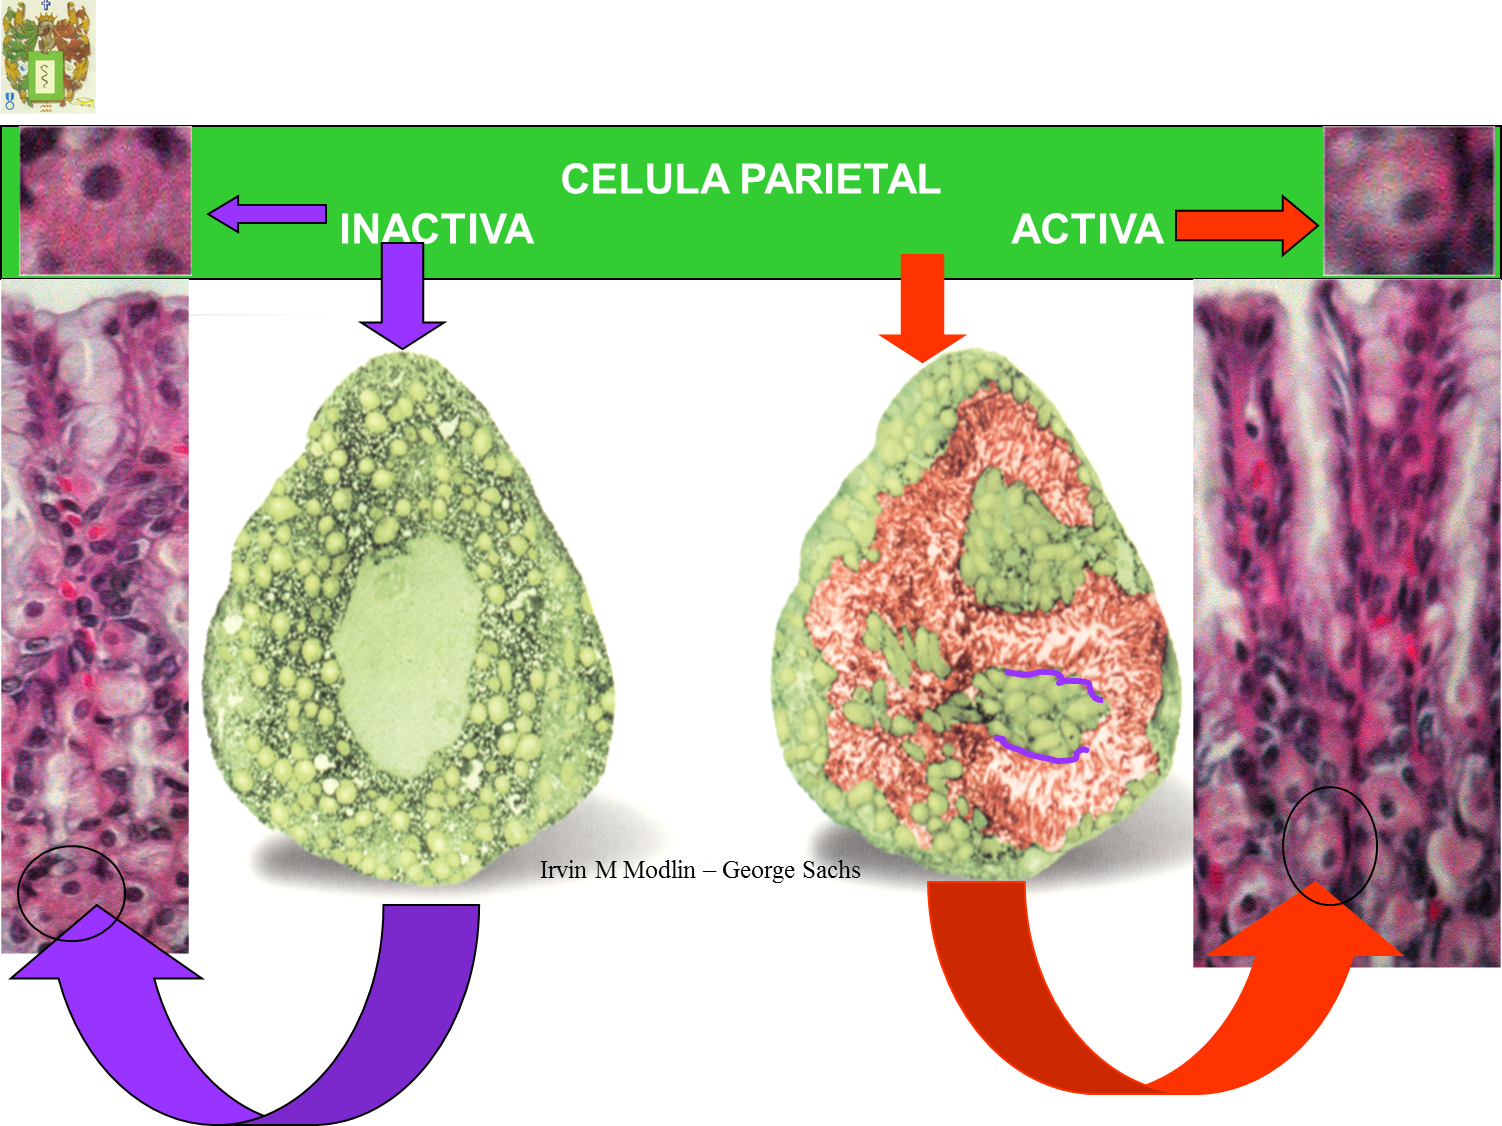 CELULA PARIETAL
INACTIVA
ACTIVA
Irvin M Modlin – George Sachs